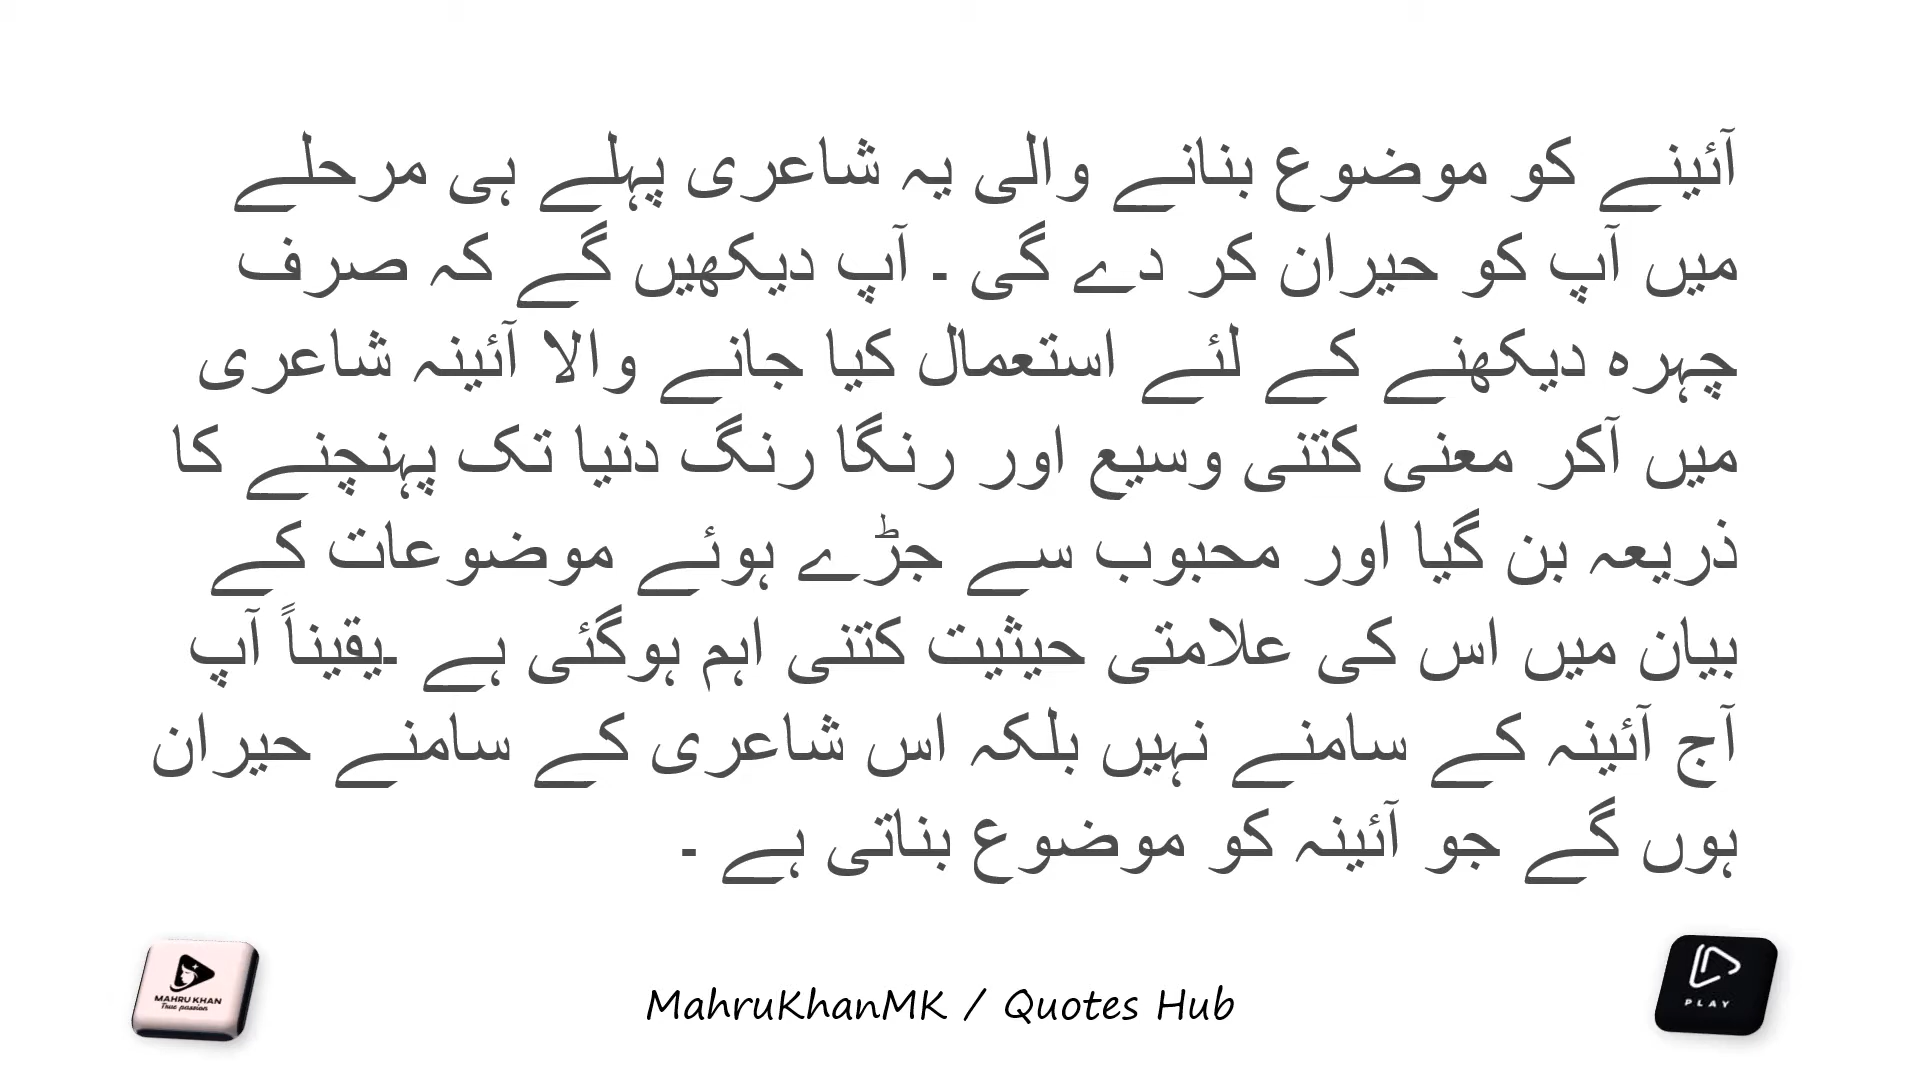 آئینے کو موضوع بنانے والی یہ شاعری پہلے ہی مرحلے
میں آپ کو حیران کر دے گی ۔ آپ دیکھیں گے کہ صرف
چہرہ دیکھنے کے لئے استعمال کیا جانے والا آئینہ شاعری
میں آکر معنی کتنی وسیع اور رنگا رنگ دنیا تک پہنچنے کا
ذریعہ بن گیا اور محبوب سے جڑے ہوئے موضوعات کے
بیان میں اس کی علامتی حیثیت کتنی اہم ہوگئی ہے ۔یقیناً آپ
آج آئینہ کے سامنے نہیں بلکہ اس شاعری کے سامنے حیران
ہوں گے جو آئینہ کو موضوع بناتی ہے ۔
MAHRU KHAN
True passion
MahruKhanMK / Quotes Hub
PLAY